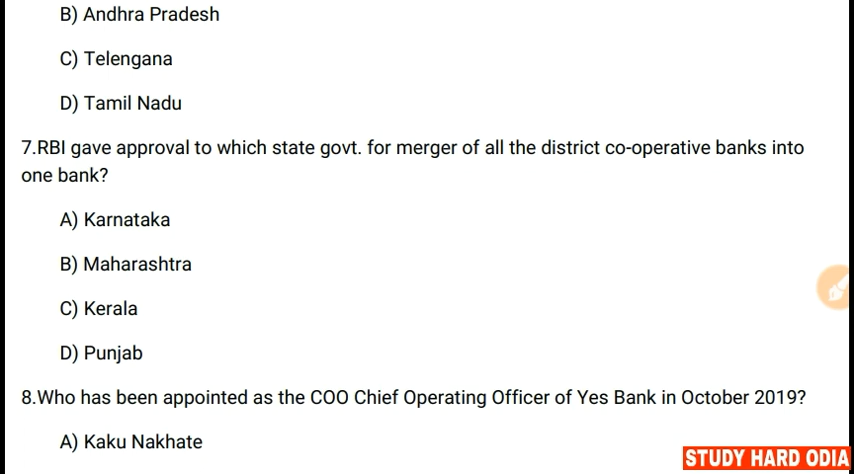 B) Andhra Pradesh
C) Telengana
D) Tamil Nadu
7.RBI gave approval to which state govt. for merger of all the district co-operative banks into
one bank?
A) Karnataka
B) Maharashtra
C) Kerala
D) Punjab
8.Who has been appointed as the COO Chief Operating Officer of Yes Bank in October 2019?
A) Kaku Nakhate
STUDY HARD ODIA